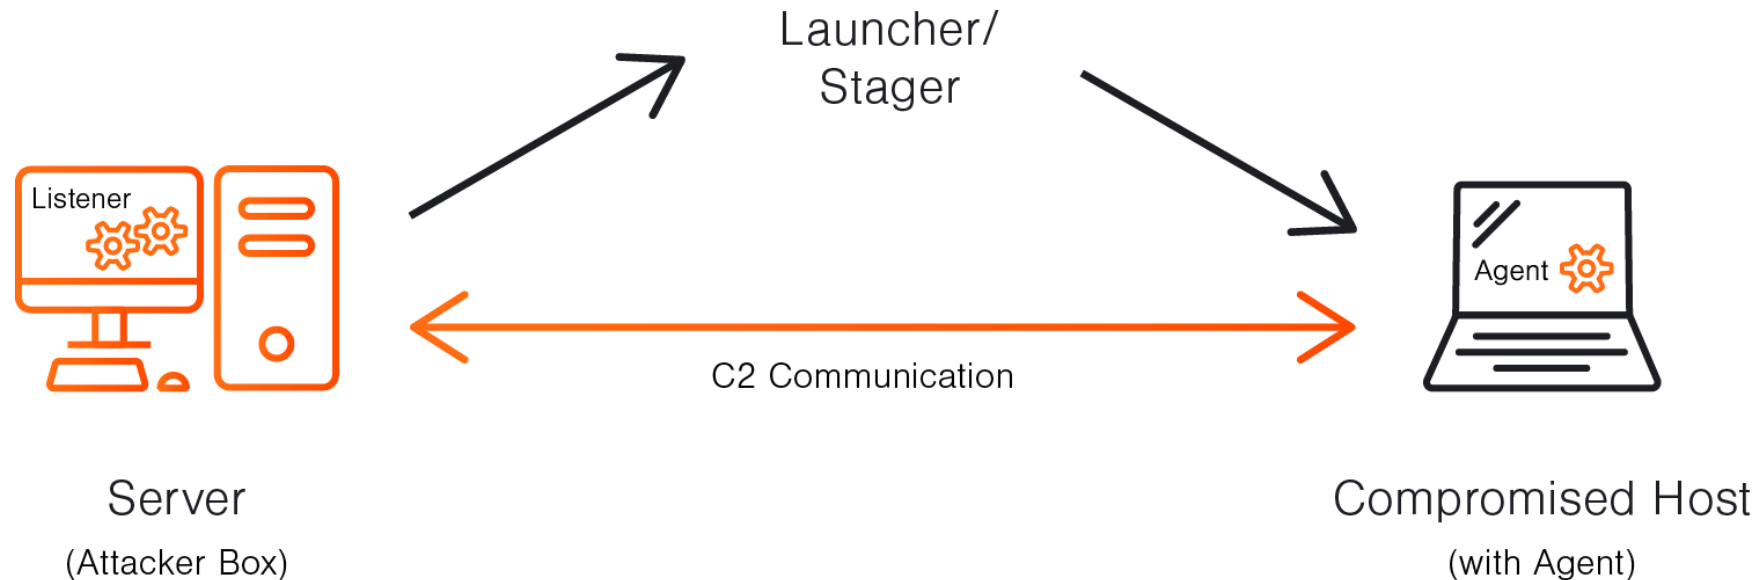 Launcher/
Stager
Listener
Agent
C2 Communication
Server
(Attacker Box)
Compromised Host
(with Agent)